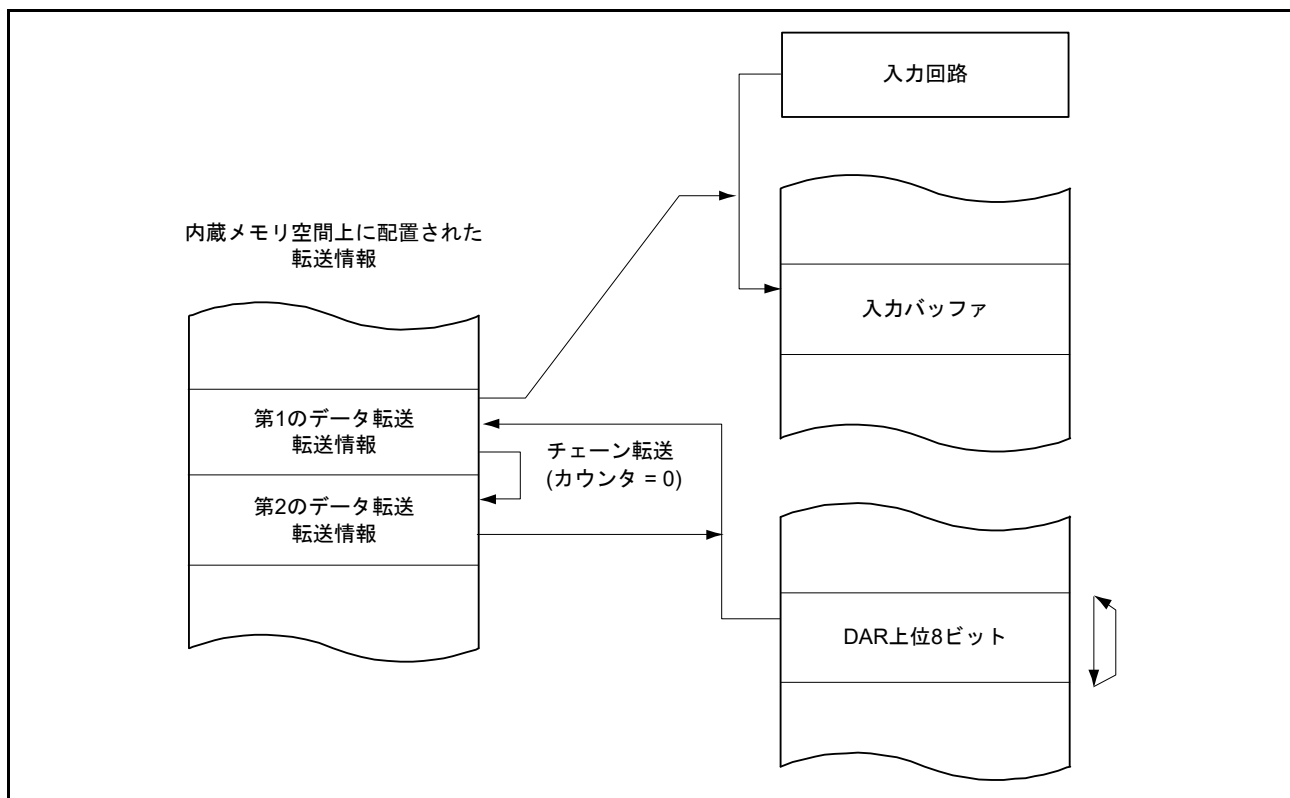 入力回路
内蔵メモリ空間上に配置された
転送情報
入力バッファ
第1のデータ転送
転送情報
チェーン転送
(カウンタ = 0)
第2のデータ転送
転送情報
DAR上位8ビット